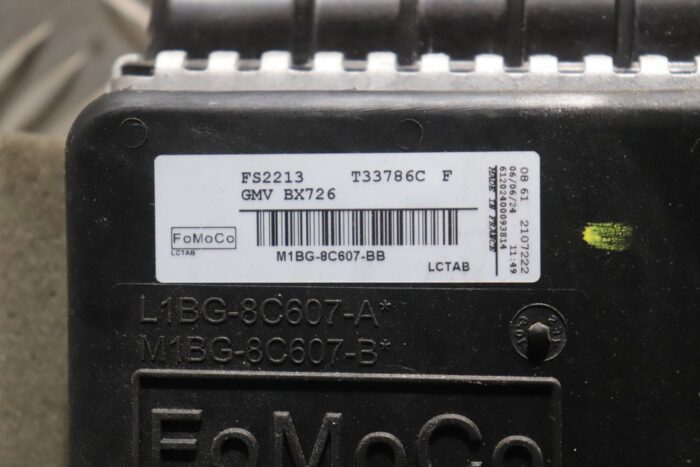 FS2213 T33786C F
GMV BX726
FoMoCo
LCTAB
M1BG-8C607-BB
LCTAB
08 61 2107222
06/06/24 11:49
61202400093814
MADE IN FRANCE
L1BG-8C607-A*
M1BG-8C607-B*
FoMoCo